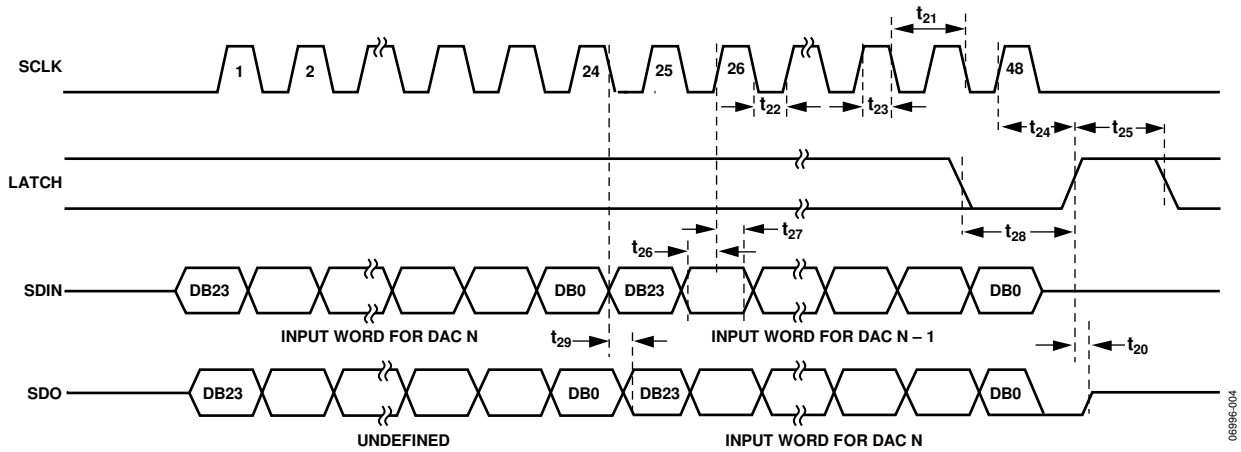 t21
SCLK
1
2
24
25
26
48
t22
t23
t24
t25
LATCH
t27
t28
t26
SDIN
DB23
DB0
DB23
DB0
INPUT WORD FOR DAC N
INPUT WORD FOR DAC N – 1
t29
t20
SDO
DB23
DB0
DB23
DB0
UNDEFINED
INPUT WORD FOR DAC N
06996-004